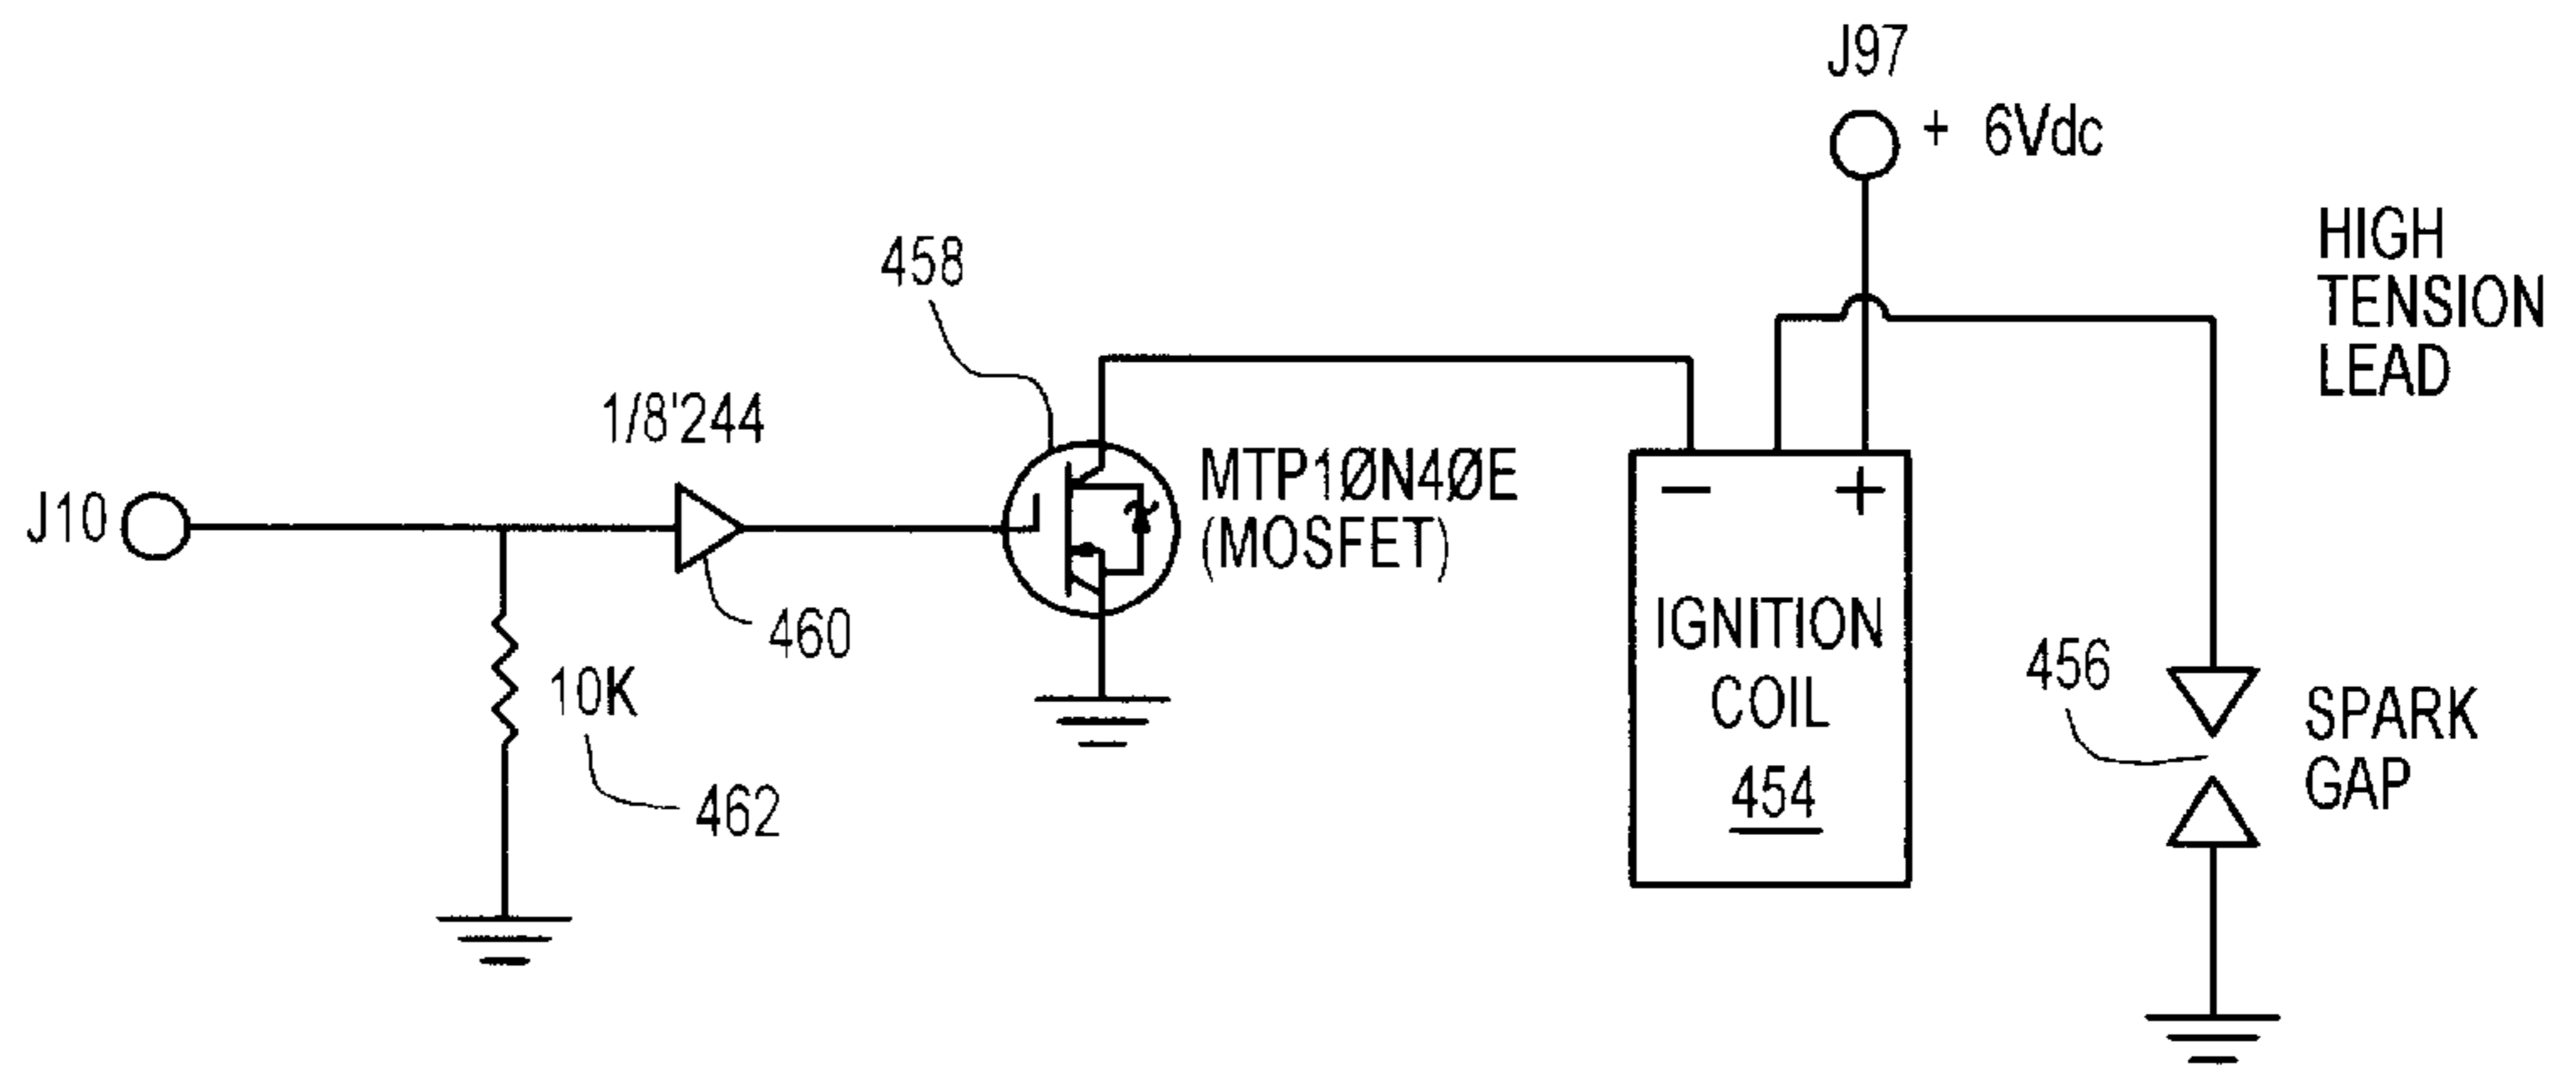 J97
+ 6Vdc
HIGH
TENSION
LEAD
458
1/8'244
MTP1ØN4ØE
(MOSFET)
J10
460
10K
462
− +
IGNITION
COIL
454
456
SPARK
GAP